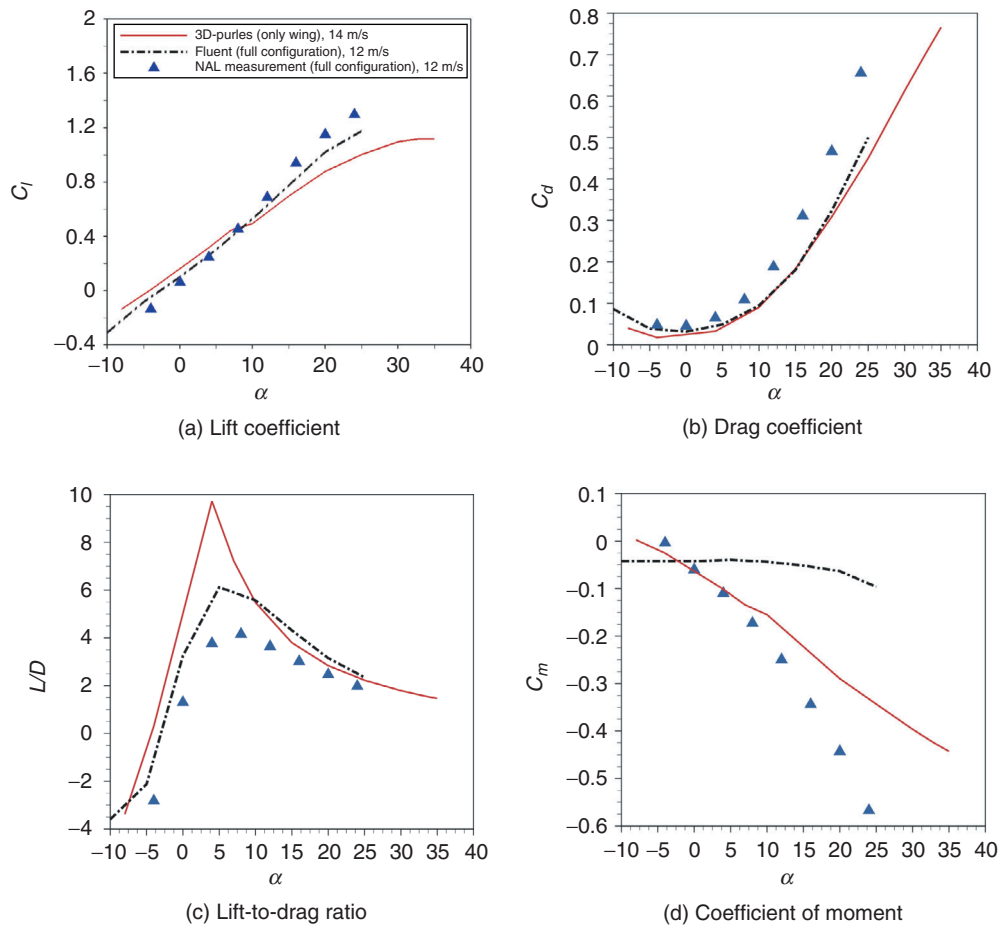 2
1.6
1.2
0.8
0.4
0
−0.4
C_l
3D-purles (only wing), 14 m/s
Fluent (full configuration), 12 m/s
NAL measurement (full configuration), 12 m/s
−10 0 10 20 30 40
α
(a) Lift coefficient
0.8
0.7
0.6
0.5
0.4
0.3
0.2
0.1
0
C_d
−10 −5 0 5 10 15 20 25 30 35 40
α
(b) Drag coefficient
10
8
6
4
2
0
−2
−4
L/D
−10 −5 0 5 10 15 20 25 30 35 40
α
(c) Lift-to-drag ratio
0.1
0
−0.1
−0.2
−0.3
−0.4
−0.5
−0.6
C_m
−10 −5 0 5 10 15 20 25 30 35 40
α
(d) Coefficient of moment